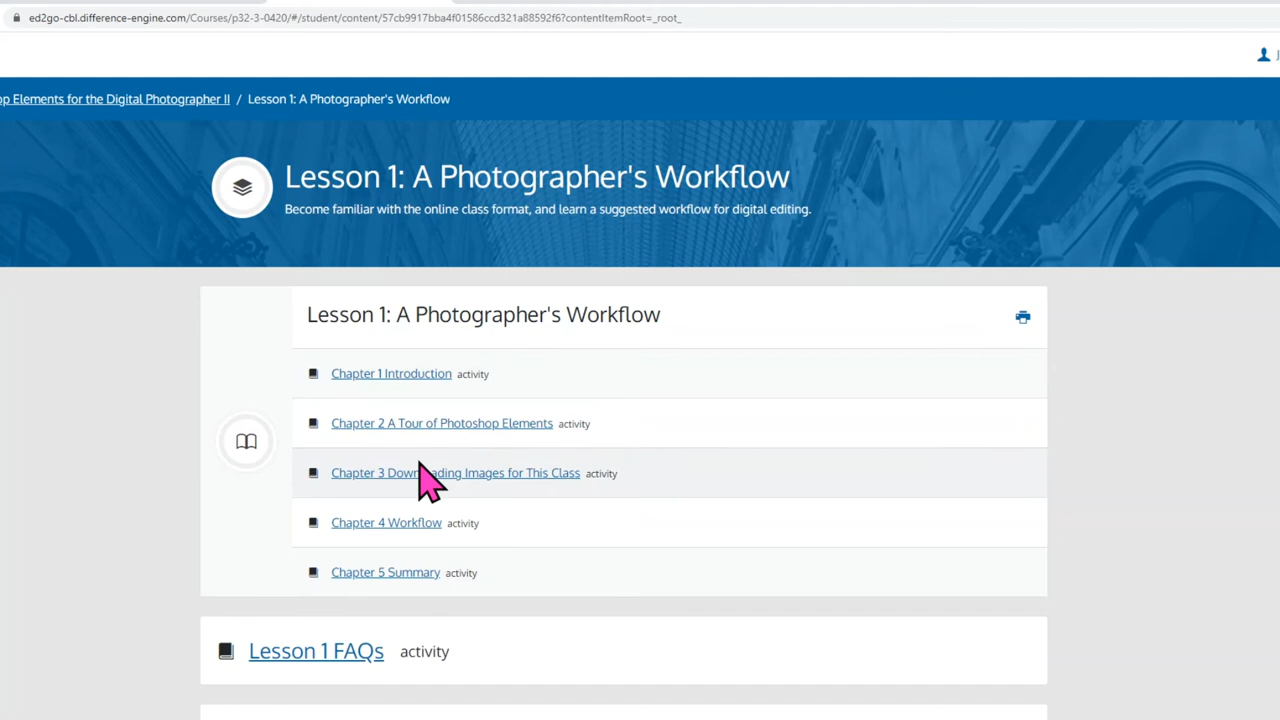 ed2go-cbl.difference-engine.com/Courses/p32-3-0420/#/student/content/57cb9917bba4f01586ccd321a88592f6?contentItemRoot=_root_
J
op Elements for the Digital Photographer II / Lesson 1: A Photographer's Workflow
Lesson 1: A Photographer's Workflow
Become familiar with the online class format, and learn a suggested workflow for digital editing.
Lesson 1: A Photographer's Workflow
Chapter 1 Introduction activity
Chapter 2 A Tour of Photoshop Elements activity
Chapter 3 Downloading Images for This Class activity
Chapter 4 Workflow activity
Chapter 5 Summary activity
Lesson 1 FAQs activity